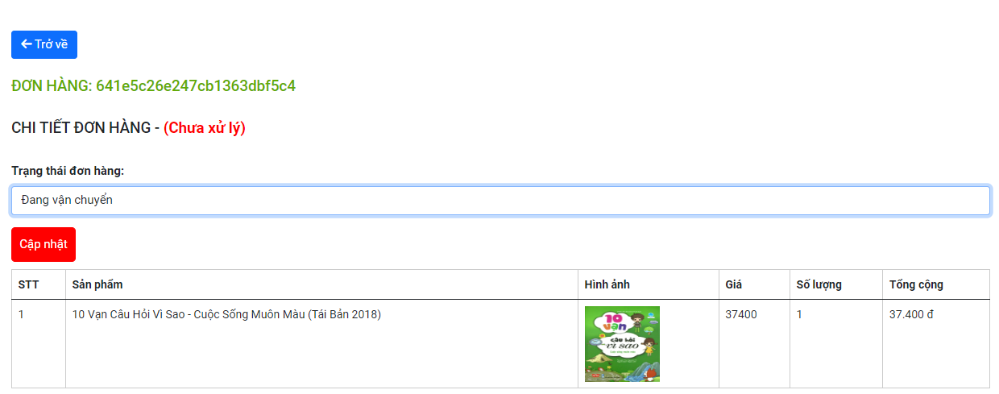 Trở về
ĐƠN HÀNG: 641e5c26e247cb1363dbf5c4
CHI TIẾT ĐƠN HÀNG - (Chưa xử lý)
Trạng thái đơn hàng:
Đang vận chuyển
Cập nhật
STT Sản phẩm Hình ảnh Giá Số lượng Tổng cộng
1 10 Vạn Câu Hỏi Vì Sao - Cuộc Sống Muôn Màu (Tái Bản 2018) 37400 1 37.400 đ
10
vạn
câu hỏi
vì sao